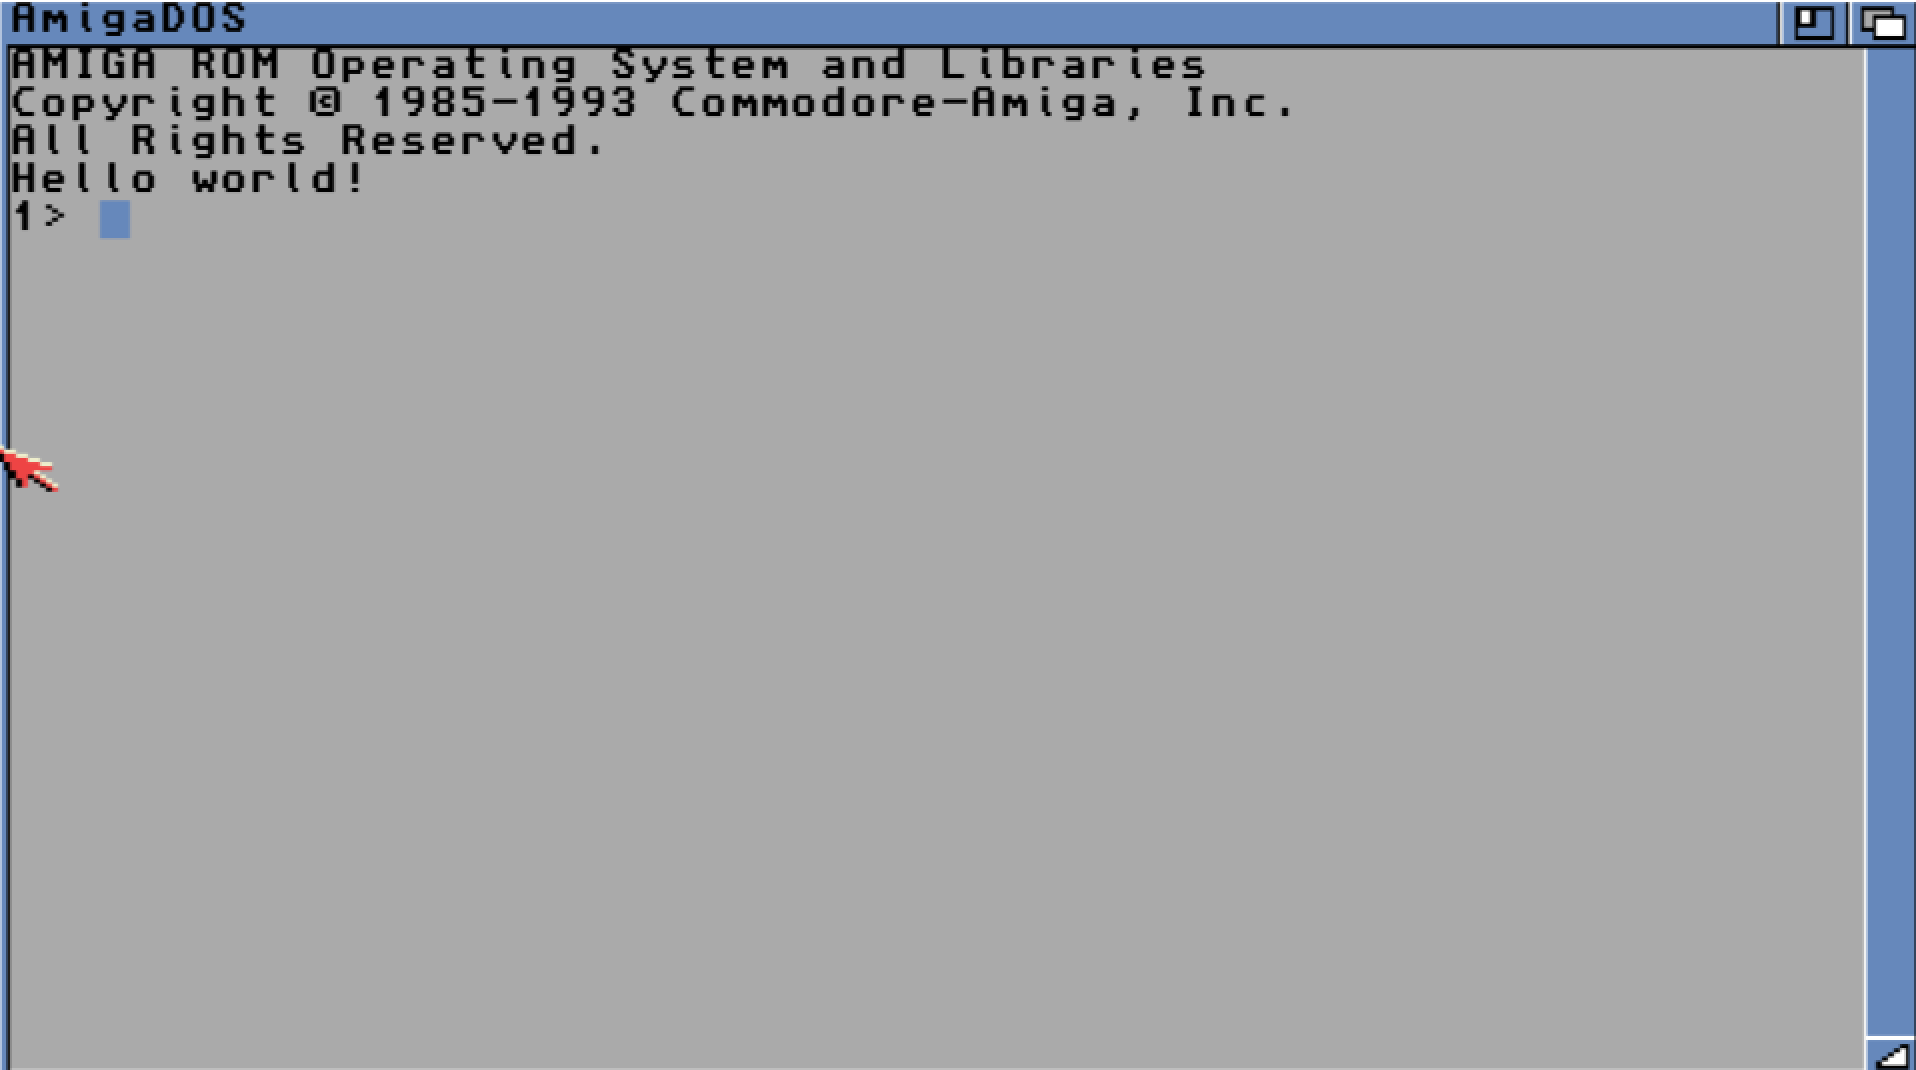 AmigaDOS
AMIGA ROM Operating System and Libraries
Copyright © 1985-1993 Commodore-Amiga, Inc.
All Rights Reserved.
Hello world!
1>